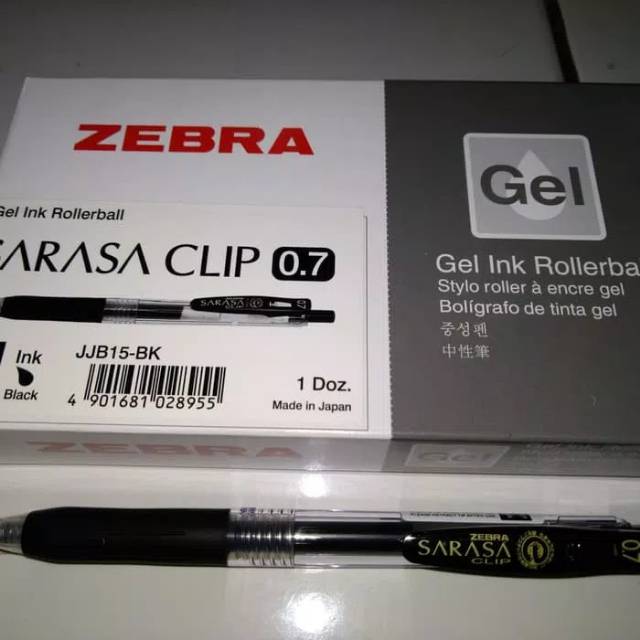 ZEBRA
Gel Ink Rollerball
SARASA CLIP 0.7
SARASA
Ink
Black
JJB15-BK
4 901681 028955
1 Doz.
Made in Japan
Gel
Gel Ink Rollerba
Stylo roller à encre gel
Bolígrafo de tinta gel
중성펜
中性筆
ZEBRA
ZEBRA
SARASA
CLIP
0.7